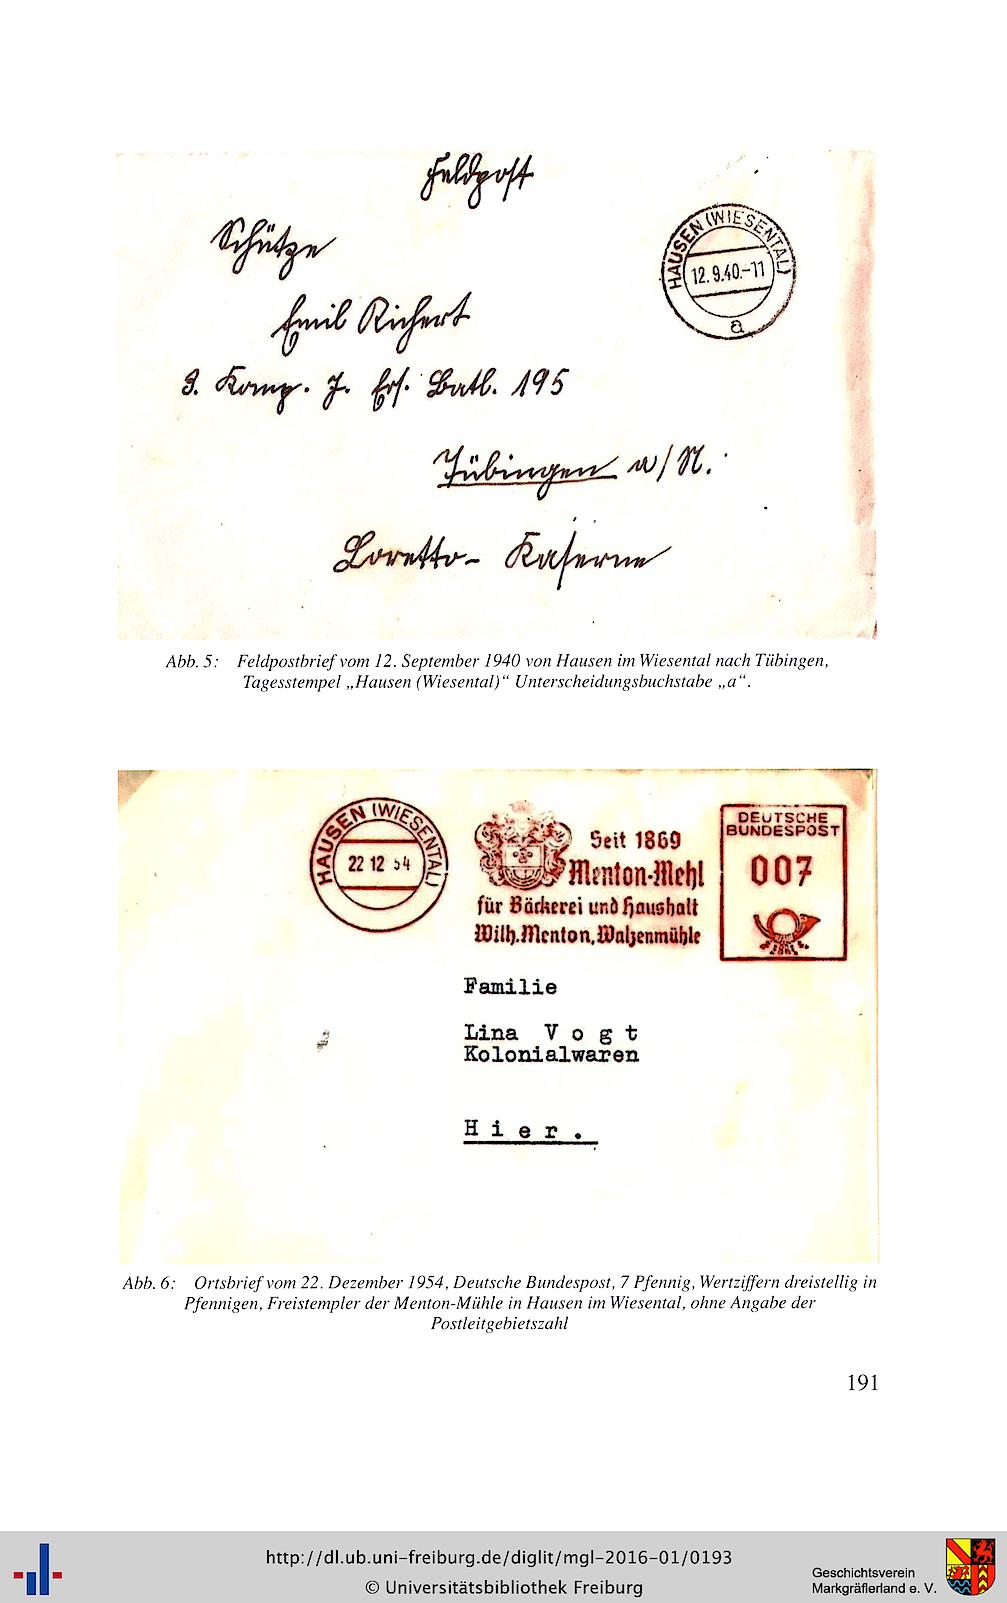 Feldpost
Schütze
HAUSEN (WIESENTAL)
12.9.40.-11
a
Emil Richert
3. Komp. J. Ers. Batl. 195
Tübingen a/N.
Loretto-Kaserne
Abb. 5: Feldpostbrief vom 12. September 1940 von Hausen im Wiesental nach Tübingen,
Tagesstempel „Hausen (Wiesental)“ Unterscheidungsbuchstabe „a“.
HAUSEN (WIESENTAL)
22 12 54
Seit 1869
Menton-Mehl
für Bäckerei und Haushalt
Wilh. Menton, Walzenmühle
DEUTSCHE
BUNDESPOST
007
Familie
Lina Vogt
Kolonialwaren
Hier.
Abb. 6: Ortsbrief vom 22. Dezember 1954, Deutsche Bundespost, 7 Pfennig, Wertziffern dreistellig in
Pfennigen, Freistempler der Menton-Mühle in Hausen im Wiesental, ohne Angabe der
Postleitgebietszahl
191
http://dl.ub.uni-freiburg.de/diglit/mgl-2016-01/0193
© Universitätsbibliothek Freiburg
Geschichtsverein
Markgräflerland e. V.